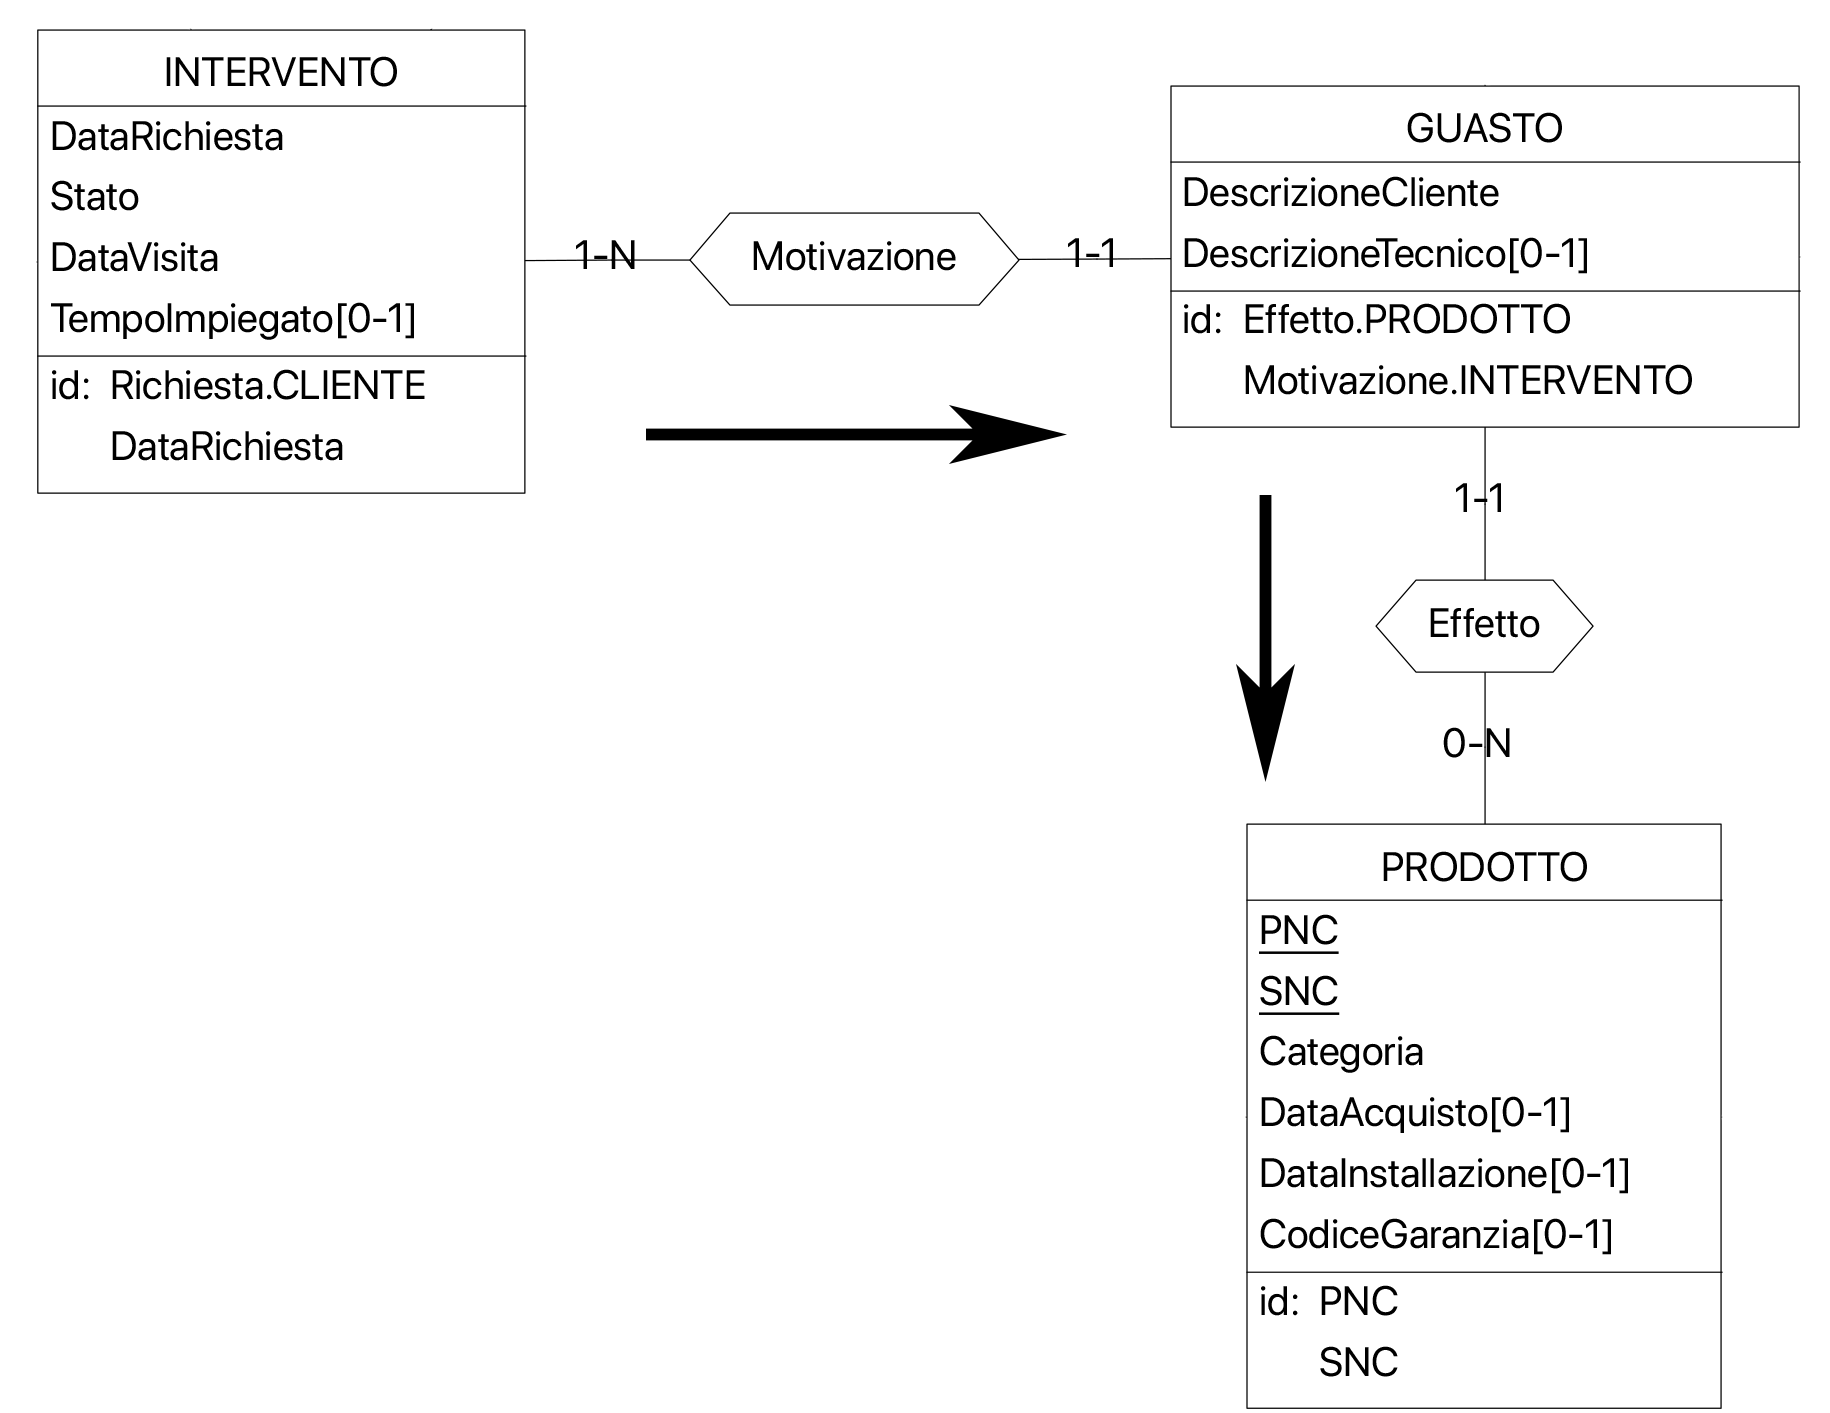 INTERVENTO
DataRichiesta
Stato
DataVisita
TempoImpiegato[0-1]
id: Richiesta.CLIENTE
DataRichiesta
1-N
Motivazione
1-1
GUASTO
DescrizioneCliente
DescrizioneTecnico[0-1]
id: Effetto.PRODOTTO
Motivazione.INTERVENTO
1-1
Effetto
0-N
PRODOTTO
PNC
SNC
Categoria
DataAcquisto[0-1]
DataInstallazione[0-1]
CodiceGaranzia[0-1]
id: PNC
SNC